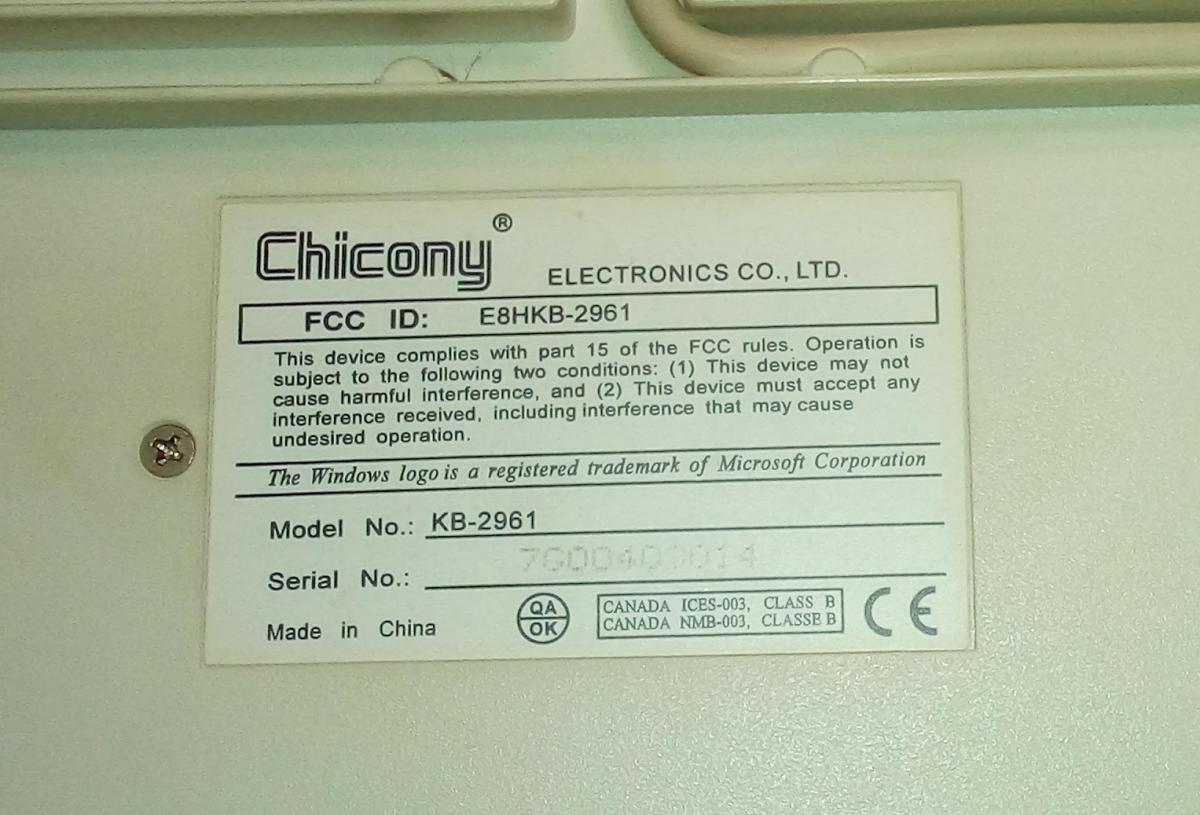 Chicony® ELECTRONICS CO., LTD.
FCC ID: E8HKB-2961
This device complies with part 15 of the FCC rules. Operation is
subject to the following two conditions: (1) This device may not
cause harmful interference, and (2) This device must accept any
interference received, including interference that may cause
undesired operation.
The Windows logo is a registered trademark of Microsoft Corporation
Model No.: KB-2961
Serial No.:
Made in China
QA
OK
CANADA ICES-003, CLASS B
CANADA NMB-003, CLASSE B
CE